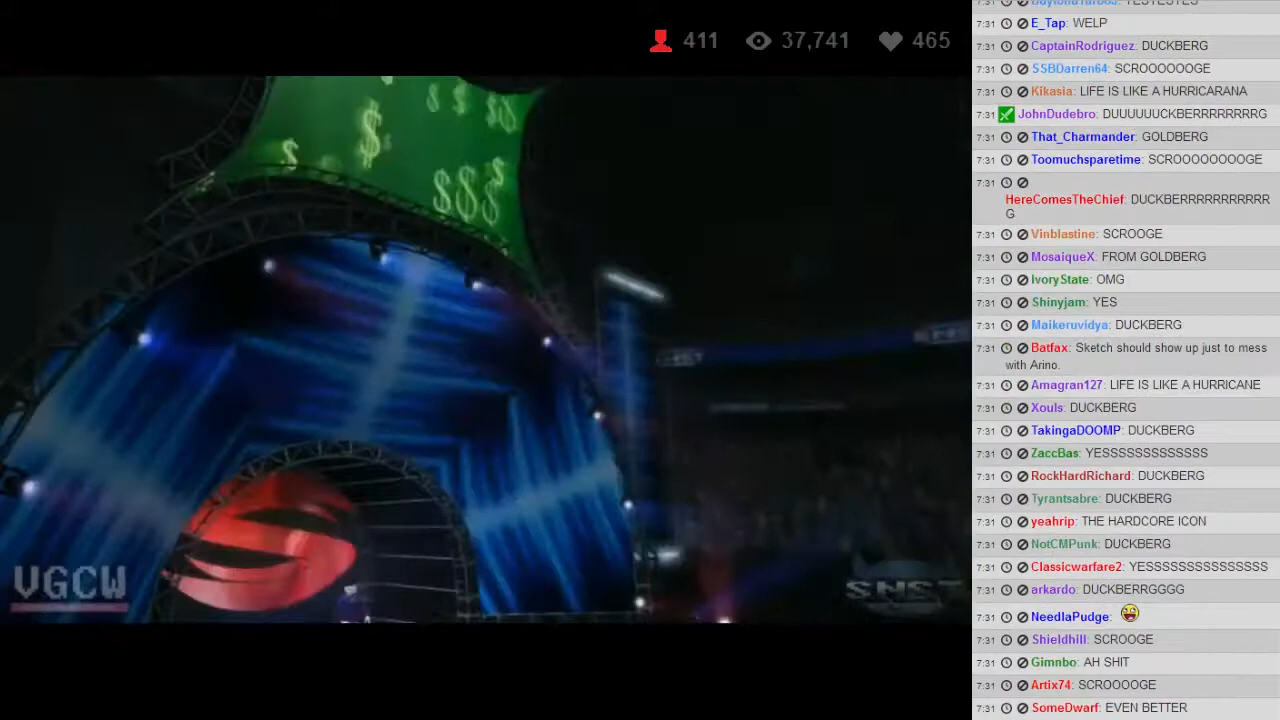 411 37,741 465
$ $ $ $ $$
$$$
VGCW
7:31 E_Tap: WELP
7:31 CaptainRodriguez: DUCKBERG
7:31 SSBDarren64: SCROOOOOOGE
7:31 Kikasia: LIFE IS LIKE A HURRICARANA
7:31 JohnDudebro: DUUUUUUCKBERRRRRRRG
7:31 That_Charmander: GOLDBERG
7:31 Toomuchsparetime: SCROOOOOOOOGE
7:31
HereComesTheChief: DUCKBERRRRRRRRRRR
G
7:31 Vinblastine: SCROOGE
7:31 MosaiqueX: FROM GOLDBERG
7:31 IvoryState: OMG
7:31 Shinyjam: YES
7:31 Maikeruvidya: DUCKBERG
7:31 Batfax: Sketch should show up just to mess
with Arino.
7:31 Amagran127: LIFE IS LIKE A HURRICANE
7:31 Xouls: DUCKBERG
7:31 TakingaDOOMP: DUCKBERG
7:31 ZaccBas: YESSSSSSSSSSSSS
7:31 RockHardRichard: DUCKBERG
7:31 Tyrantsabre: DUCKBERG
7:31 yeahrip: THE HARDCORE ICON
7:31 NotCMPunk: DUCKBERG
7:31 Classicwarfare2: YESSSSSSSSSSSSSSS
7:31 arkardo: DUCKBERRGGGG
7:31 NeedlaPudge:
7:31 Shieldhill: SCROOGE
7:31 Gimnbo: AH SHIT
7:31 Artix74: SCROOOOGE
7:31 SomeDwarf: EVEN BETTER